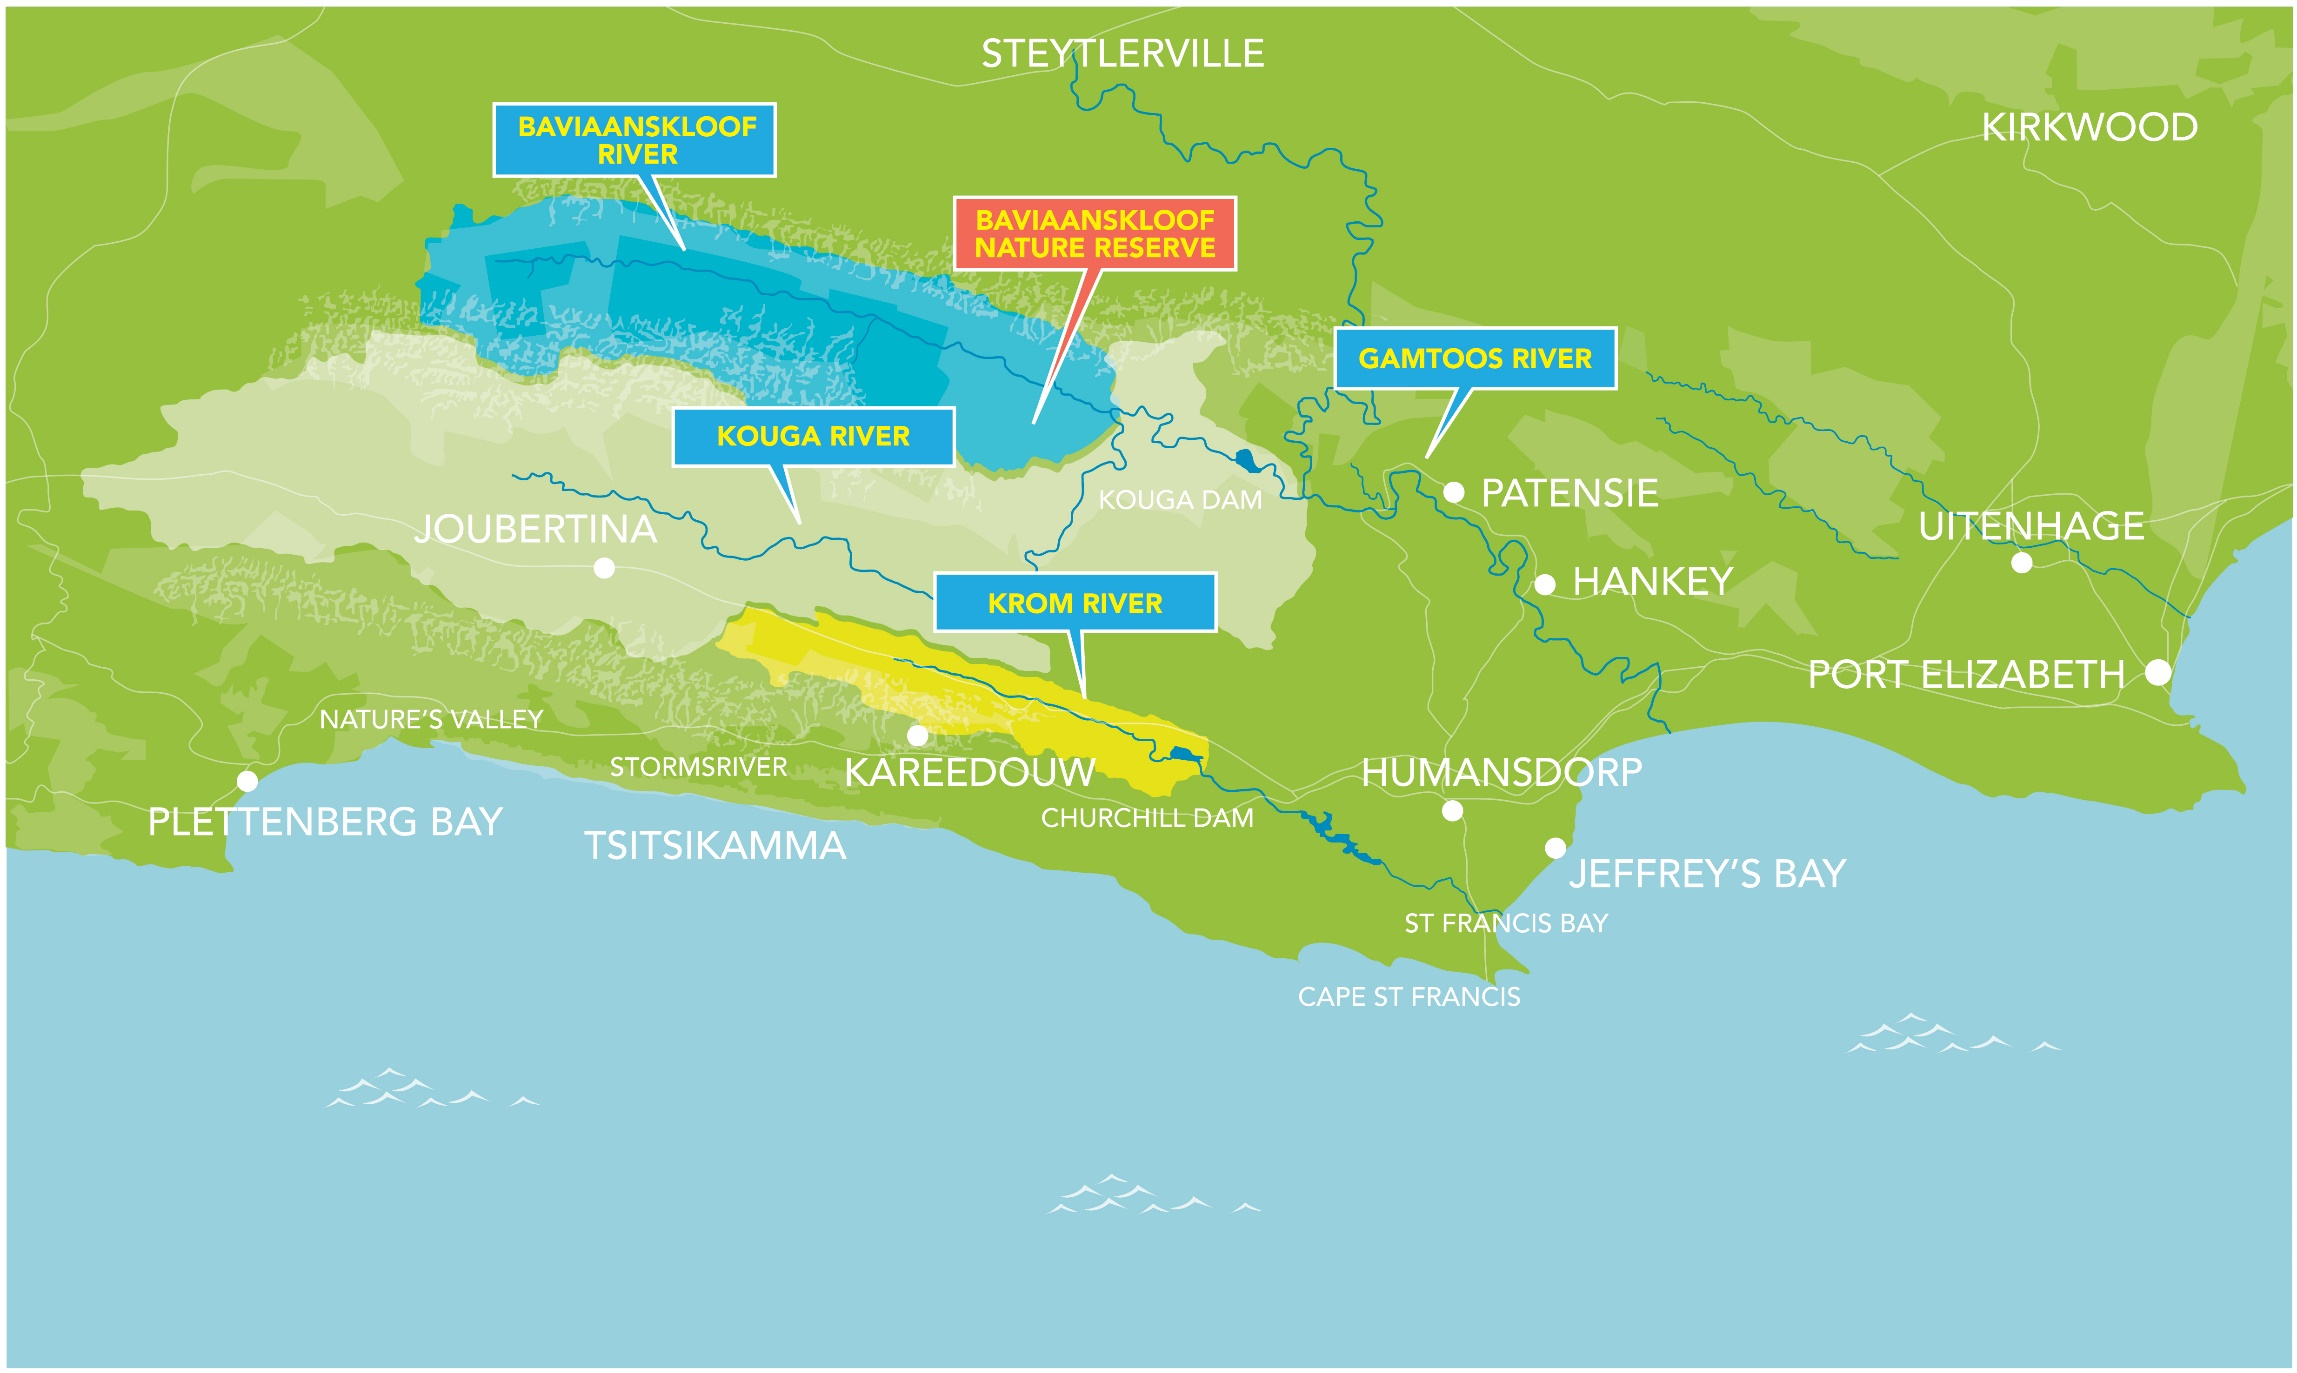 STEYTLERVILLE
KIRKWOOD
BAVIAANSKLOOF
RIVER
BAVIAANSKLOOF
NATURE RESERVE
GAMTOOS RIVER
KOUGA RIVER
KOUGA DAM
PATENSIE
JOUBERTINA
UITENHAGE
HANKEY
KROM RIVER
PORT ELIZABETH
NATURE’S VALLEY
STORMSRIVER
KAREEDOUW
HUMANSDORP
PLETTENBERG BAY
CHURCHILL DAM
TSITSIKAMMA
JEFFREY’S BAY
ST FRANCIS BAY
CAPE ST FRANCIS